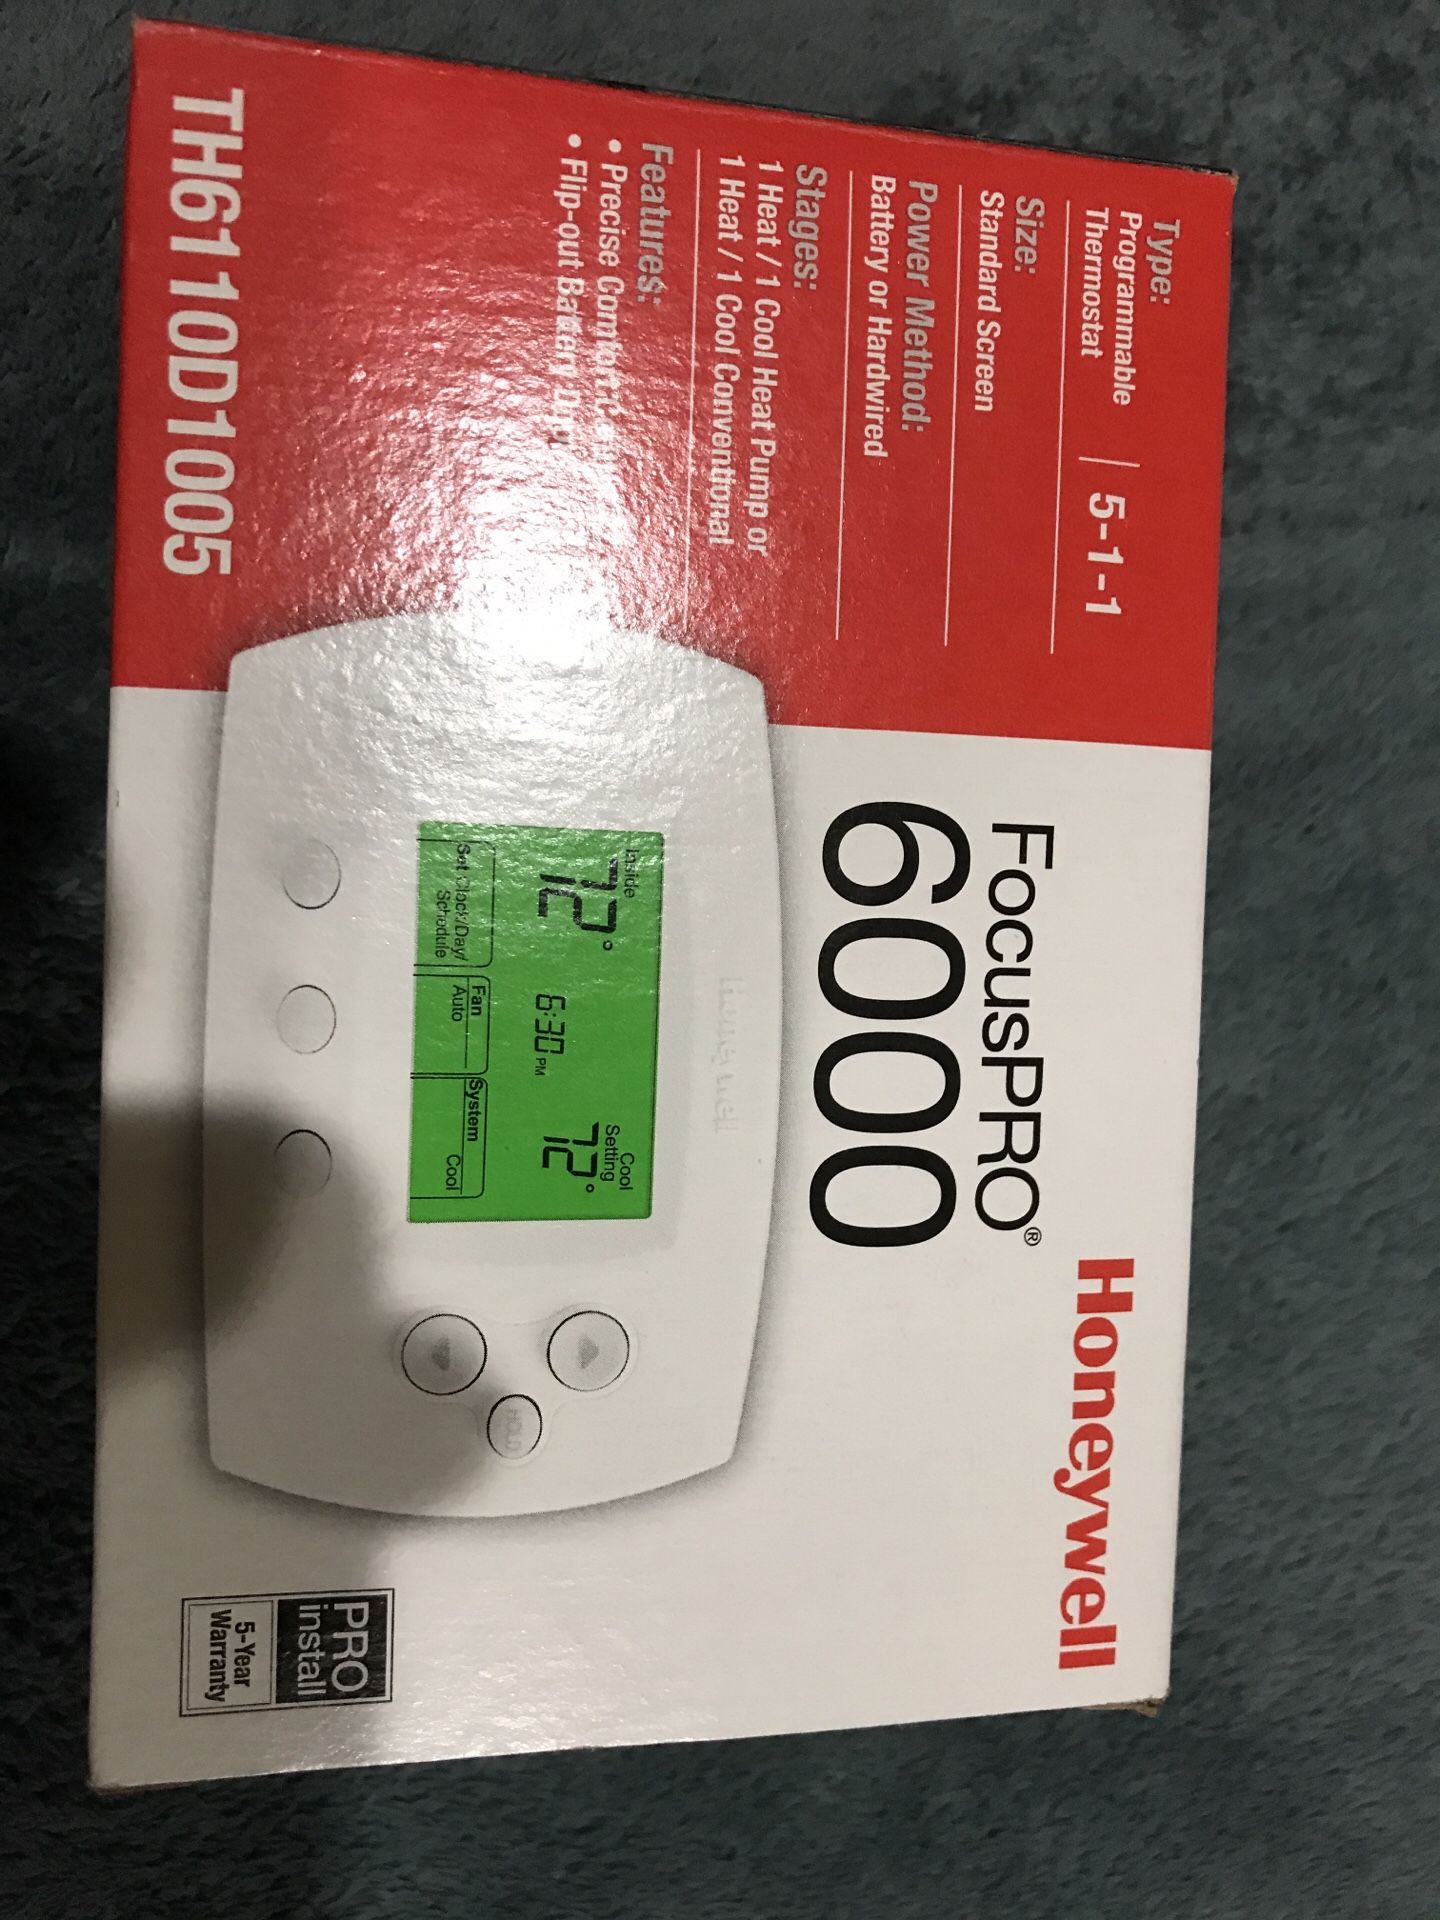 Honeywell
FocusPRO®
6000
Type:
Programmable
Thermostat
5-1-1
Size:
Standard Screen
Power Method:
Battery or Hardwired
Stages:
1 Heat / 1 Cool Heat Pump or
1 Heat / 1 Cool Conventional
Features:
• Precise Comfort
• Flip-out Battery
TH6110D1005
Honeywell
Inside
72°
6:30 PM
Cool
Setting
72°
Set Clock/Day/
Schedule
Fan
Auto
System
Cool
HOLD
PRO
install
5-Year
Warranty